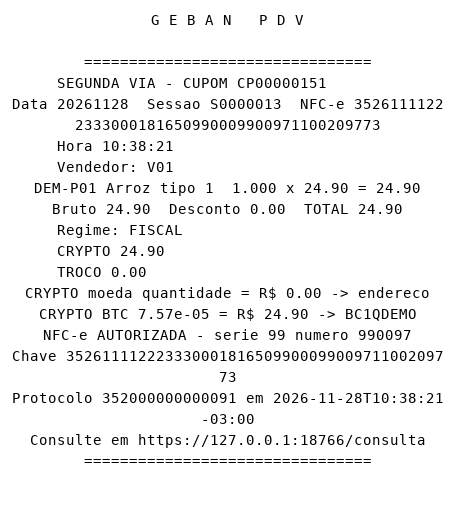 G E B A N   P D V
================================
SEGUNDA VIA - CUPOM CP00000151
Data 20261128  Sessao S0000013  NFC-e 3526111122
2333000181650990009900971100209773
Hora 10:38:21
Vendedor: V01
DEM-P01 Arroz tipo 1  1.000 x 24.90 = 24.90
Bruto 24.90  Desconto 0.00  TOTAL 24.90
Regime: FISCAL
CRYPTO 24.90
TROCO 0.00
CRYPTO moeda quantidade = R$ 0.00 -> endereco
CRYPTO BTC 7.57e-05 = R$ 24.90 -> BC1QDEMO
NFC-e AUTORIZADA - serie 99 numero 990097
Chave 352611112223330001816509900099009711002097
73
Protocolo 352000000000091 em 2026-11-28T10:38:21
-03:00
Consulte em https://127.0.0.1:18766/consulta
================================